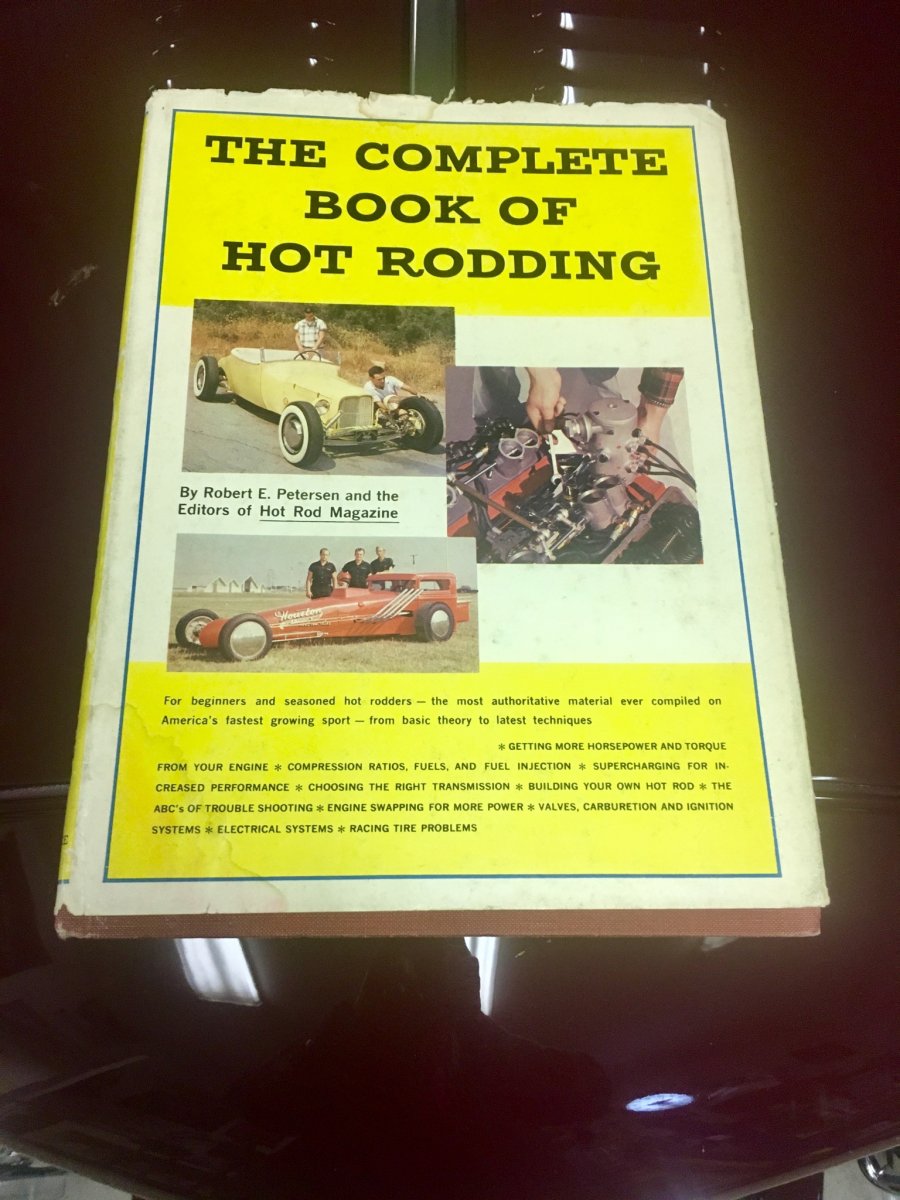 THE COMPLETE
BOOK OF
HOT RODDING
By Robert E. Petersen and the
Editors of Hot Rod Magazine
Houston
For beginners and seasoned hot rodders — the most authoritative material ever compiled on
America's fastest growing sport — from basic theory to latest techniques
* GETTING MORE HORSEPOWER AND TORQUE
FROM YOUR ENGINE * COMPRESSION RATIOS, FUELS, AND FUEL INJECTION * SUPERCHARGING FOR IN-
CREASED PERFORMANCE * CHOOSING THE RIGHT TRANSMISSION * BUILDING YOUR OWN HOT ROD * THE
ABC's OF TROUBLE SHOOTING * ENGINE SWAPPING FOR MORE POWER * VALVES, CARBURETION AND IGNITION
SYSTEMS * ELECTRICAL SYSTEMS * RACING TIRE PROBLEMS